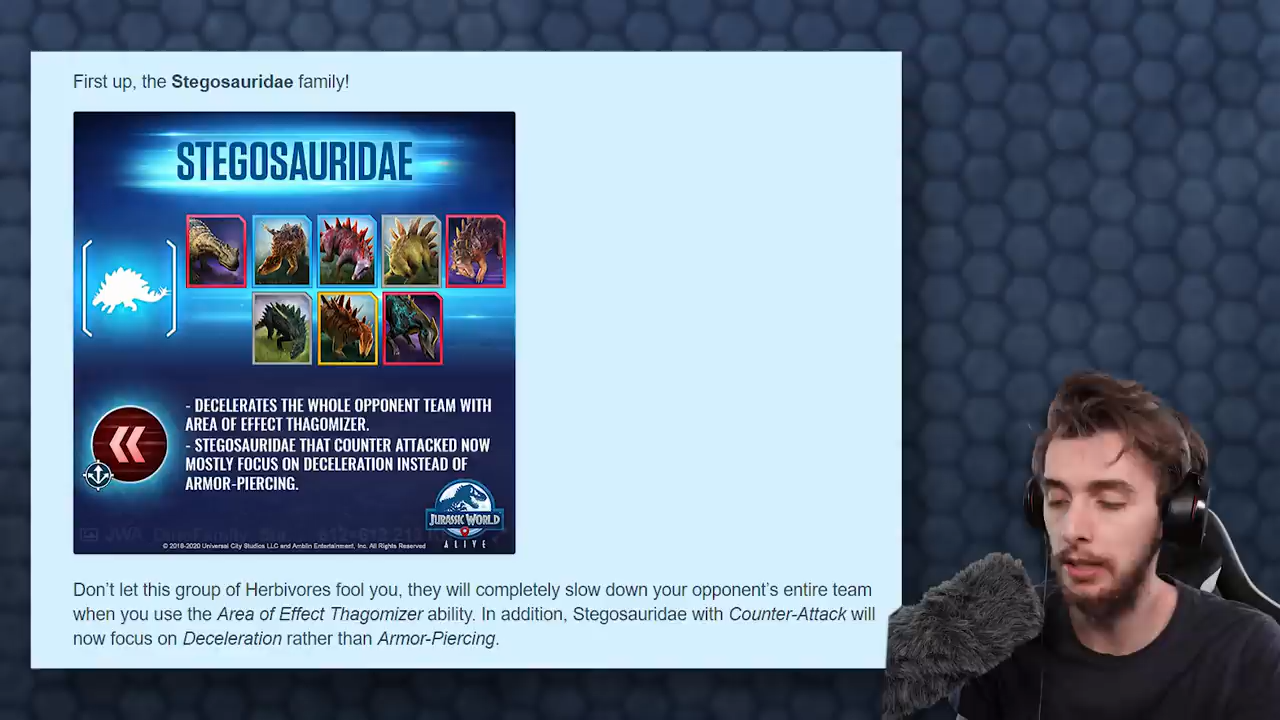 First up, the Stegosauridae family!
STEGOSAURIDAE
- DECELERATES THE WHOLE OPPONENT TEAM WITH
AREA OF EFFECT THAGOMIZER.
- STEGOSAURIDAE THAT COUNTER ATTACKED NOW
MOSTLY FOCUS ON DECELERATION INSTEAD OF
ARMOR-PIERCING.
JURASSIC WORLD
ALIVE
© 2018-2020 Universal City Studios LLC and Amblin Entertainment, Inc. All Rights Reserved
Don’t let this group of Herbivores fool you, they will completely slow down your opponent’s entire team
when you use the Area of Effect Thagomizer ability. In addition, Stegosauridae with Counter-Attack will
now focus on Deceleration rather than Armor-Piercing.